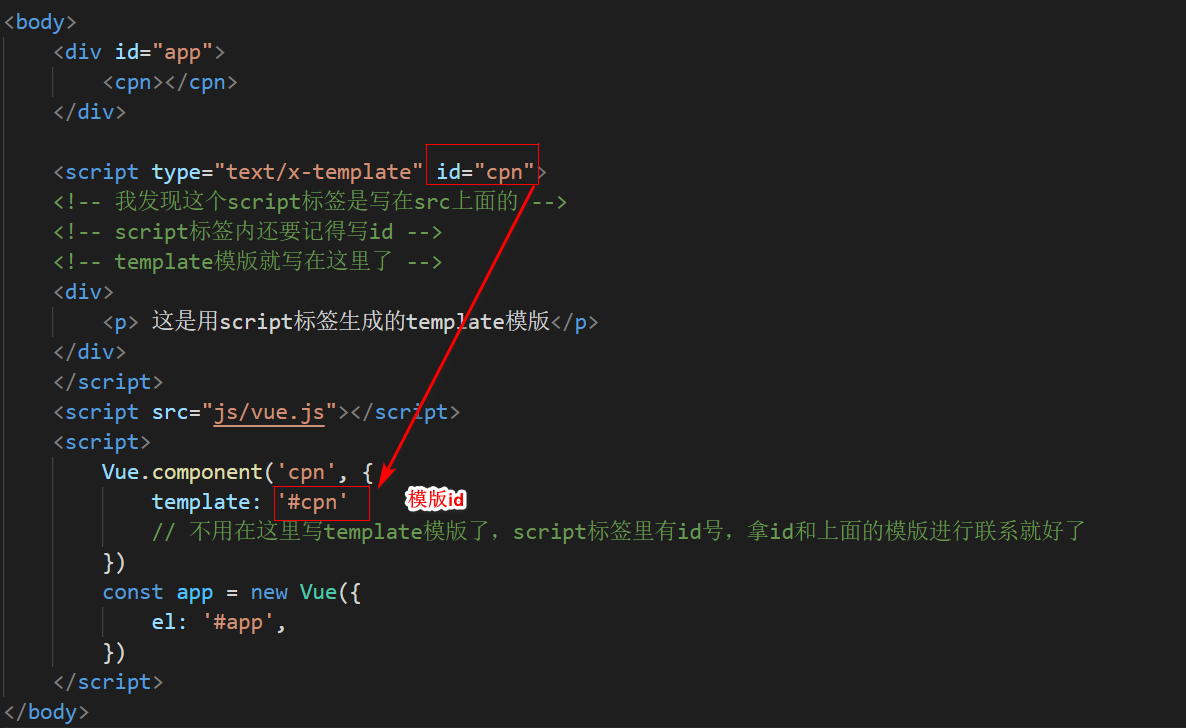 <body>
<div id="app">
<cpn></cpn>
</div>
<script type="text/x-template" id="cpn">
<!-- 我发现这个script标签是写在src上面的 -->
<!-- script标签内还要记得写id -->
<!-- template模版就写在这里了 -->
<div>
<p> 这是用script标签生成的template模版</p>
</div>
</script>
<script src="js/vue.js"></script>
<script>
Vue.component('cpn', {
template: '#cpn' 模版id
// 不用在这里写template模版了，script标签里有id号，拿id和上面的模版进行联系就好了
})
const app = new Vue({
el: '#app',
})
</script>
</body>